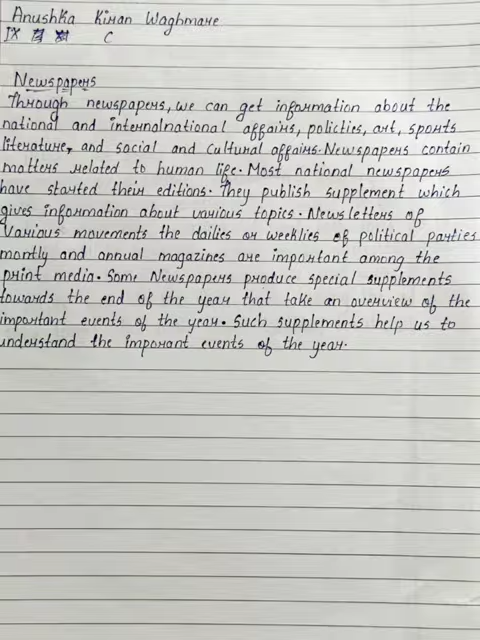 Anushka Kiran Waghmare
IX C
Newspapers
Through newspapers, we can get information about the
national and internalnational affairs, policties, art, sports
literature, and social and cultural affairs. Newspapers contain
matters related to human life. Most national newspapers
have started their editions. They publish supplement which
gives information about various topics. Newsletters of
Various movements the dailies or weeklies of political parties
montly and annual magazines are important among the
print media. Some Newspapers produce special supplements
towards the end of the year that take an overview of the
important events of the year. Such supplements help us to
understand the imporant events of the year.